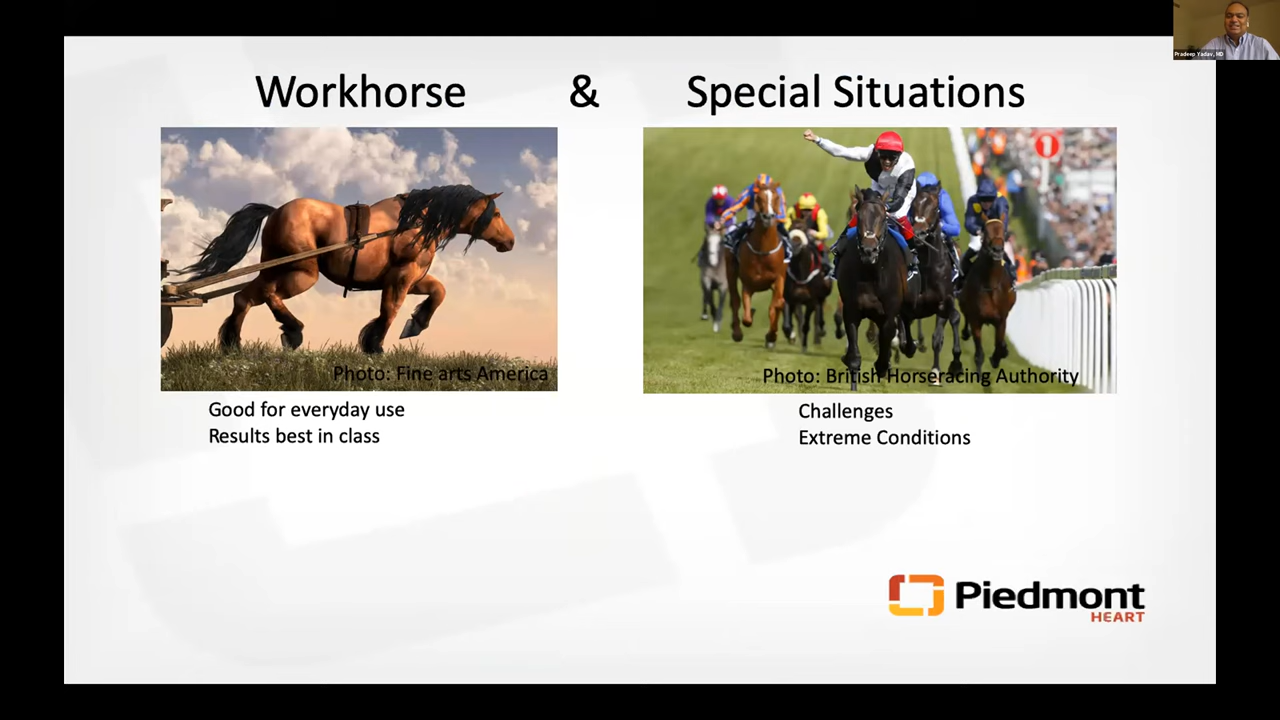 Pradeep Yadav, MD
Workhorse & Special Situations
1
Photo: Fine arts America
Photo: British Horseracing Authority
Good for everyday use
Results best in class
Challenges
Extreme Conditions
Piedmont
HEART